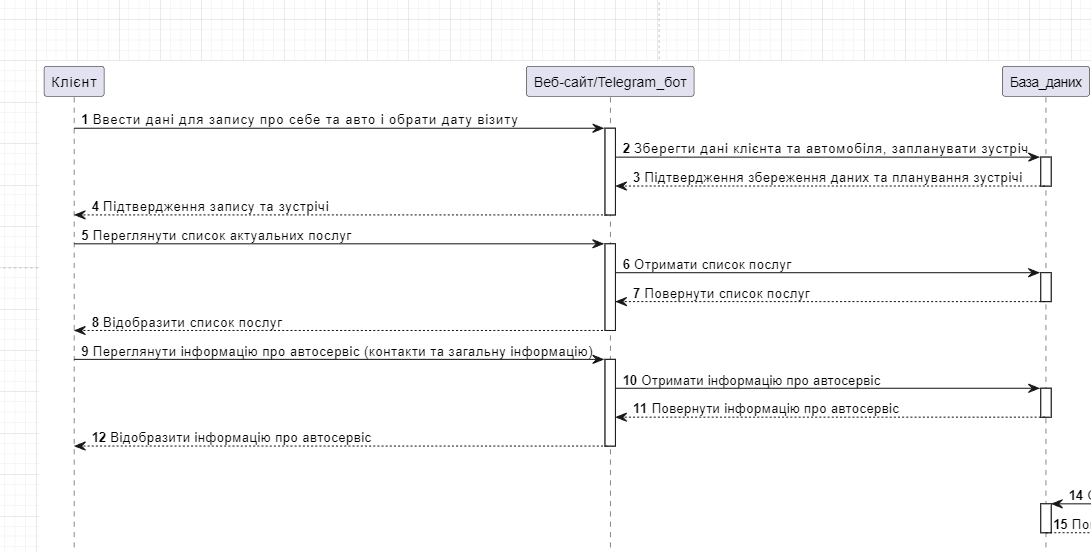 Клієнт
Веб-сайт/Telegram_бот
База_даних
1 Ввести дані для запису про себе та авто і обрати дату візиту
2 Зберегти дані клієнта та автомобіля, запланувати зустріч
3 Підтвердження збереження даних та планування зустрічі
4 Підтвердження запису та зустрічі
5 Переглянути список актуальних послуг
6 Отримати список послуг
7 Повернути список послуг
8 Відобразити список послуг
9 Переглянути інформацію про автосервіс (контакти та загальну інформацію)
10 Отримати інформацію про автосервіс
11 Повернути інформацію про автосервіс
12 Відобразити інформацію про автосервіс
14
15